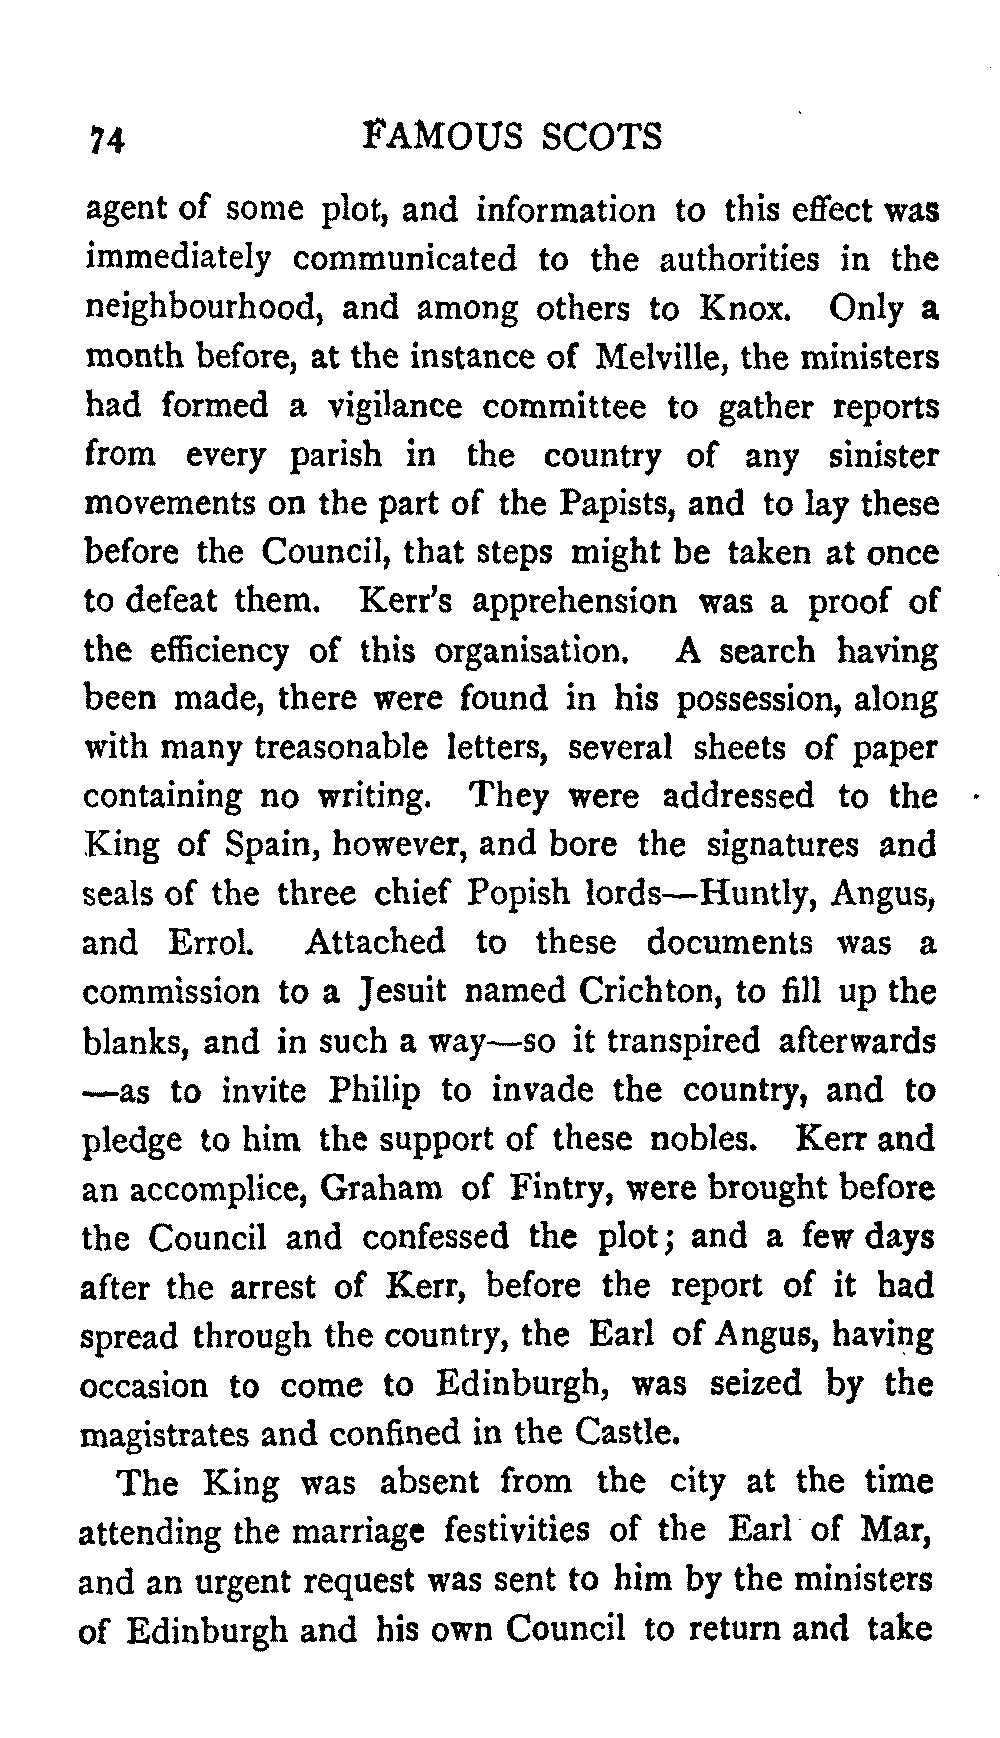 74 FAMOUS SCOTS
agent of some plot, and information to this effect was
immediately communicated to the authorities in the
neighbourhood, and among others to Knox. Only a
month before, at the instance of Melville, the ministers
had formed a vigilance committee to gather reports
from every parish in the country of any sinister
movements on the part of the Papists, and to lay these
before the Council, that steps might be taken at once
to defeat them. Kerr's apprehension was a proof of
the efficiency of this organisation. A search having
been made, there were found in his possession, along
with many treasonable letters, several sheets of paper
containing no writing. They were addressed to the
King of Spain, however, and bore the signatures and
seals of the three chief Popish lords—Huntly, Angus,
and Errol. Attached to these documents was a
commission to a Jesuit named Crichton, to fill up the
blanks, and in such a way—so it transpired afterwards
—as to invite Philip to invade the country, and to
pledge to him the support of these nobles. Kerr and
an accomplice, Graham of Fintry, were brought before
the Council and confessed the plot; and a few days
after the arrest of Kerr, before the report of it had
spread through the country, the Earl of Angus, having
occasion to come to Edinburgh, was seized by the
magistrates and confined in the Castle.
The King was absent from the city at the time
attending the marriage festivities of the Earl of Mar,
and an urgent request was sent to him by the ministers
of Edinburgh and his own Council to return and take